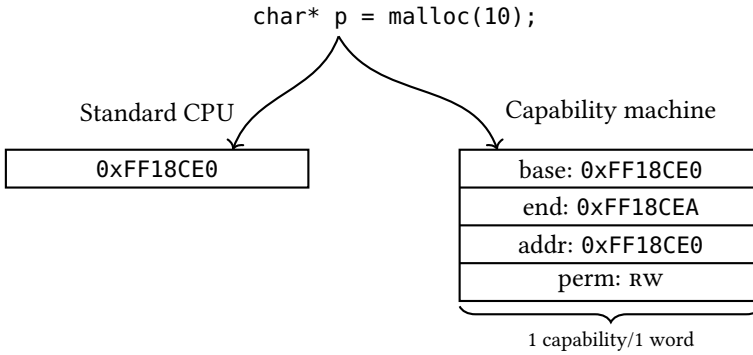 char* p = malloc(10);
Standard CPU
Capability machine
0xFF18CE0
base: 0xFF18CE0
end: 0xFF18CEA
addr: 0xFF18CE0
perm: RW
1 capability/1 word